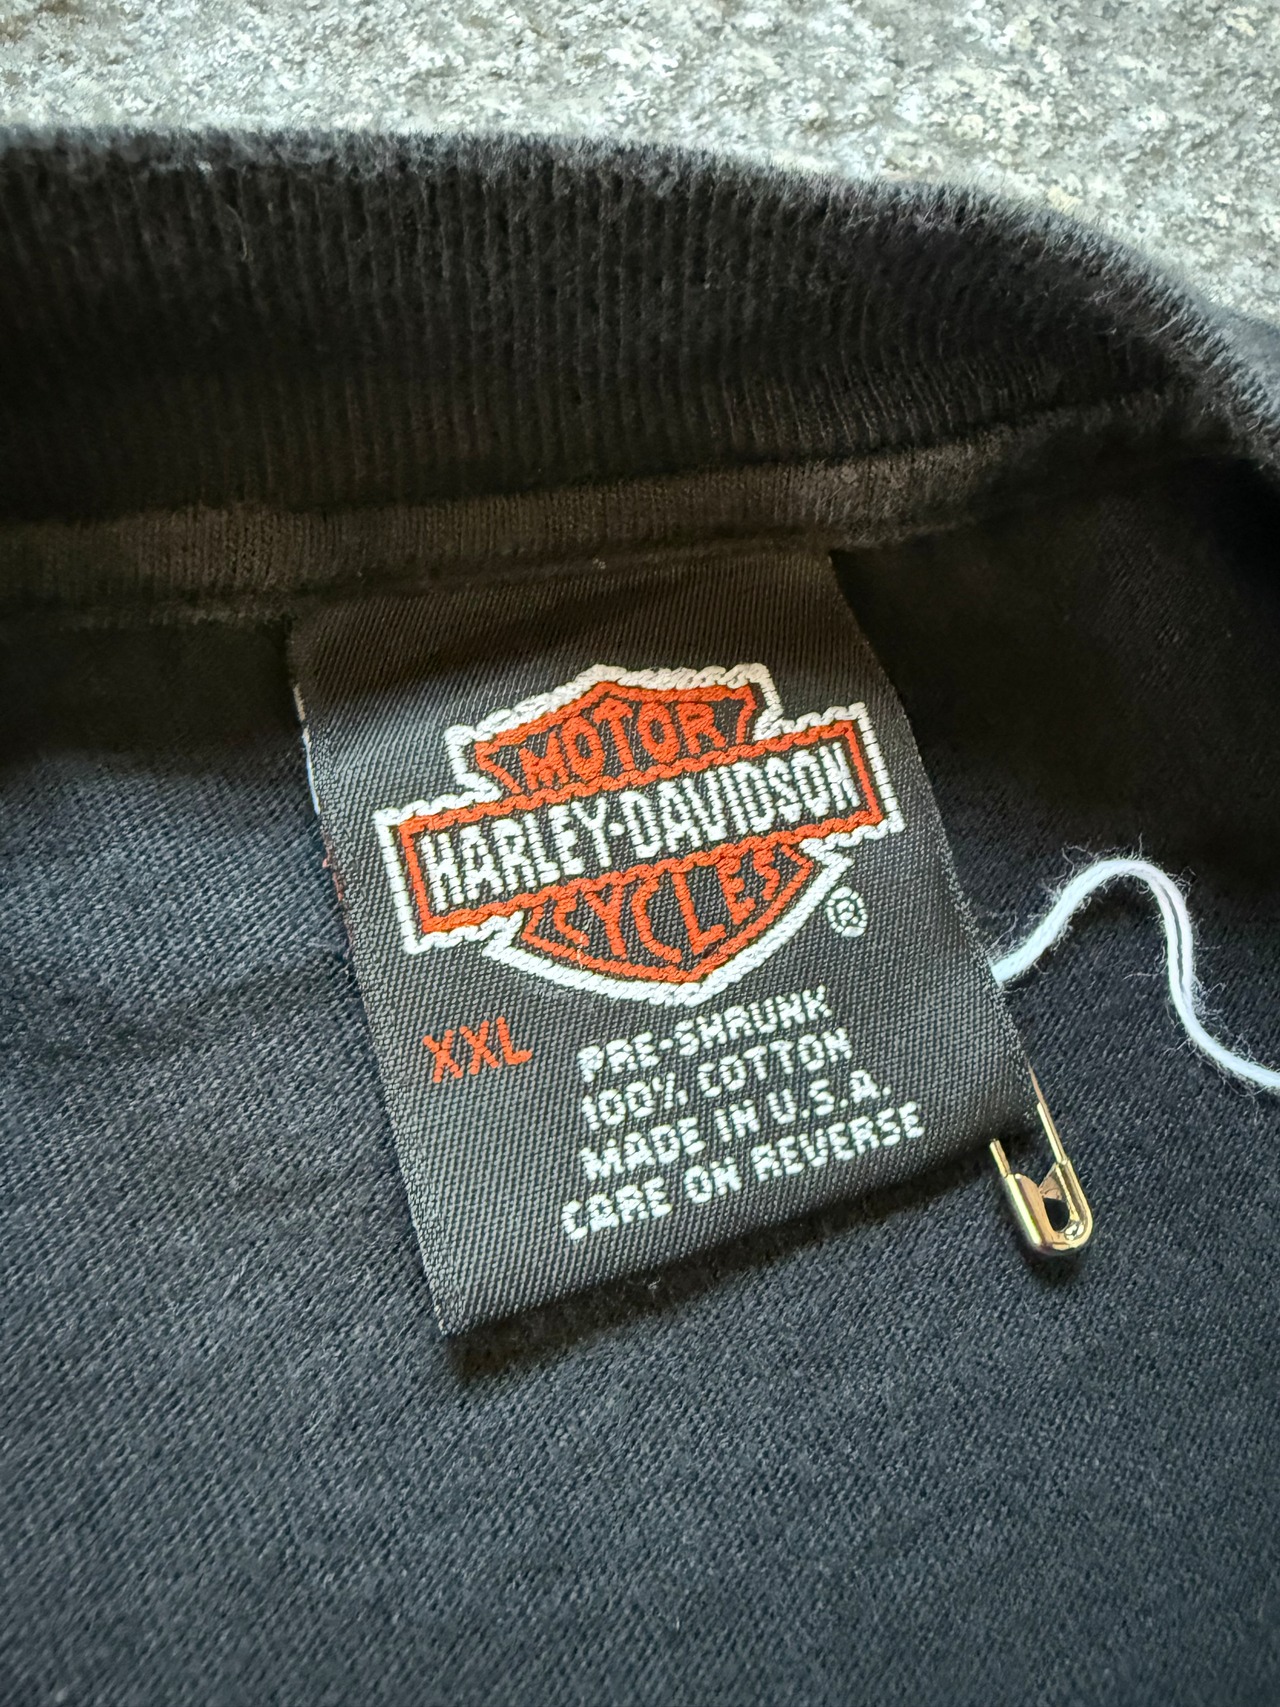 MOTOR
HARLEY-DAVIDSON
CYCLES
®
XXL
PRE-SHRUNK
100% COTTON
MADE IN U.S.A.
CARE ON REVERSE